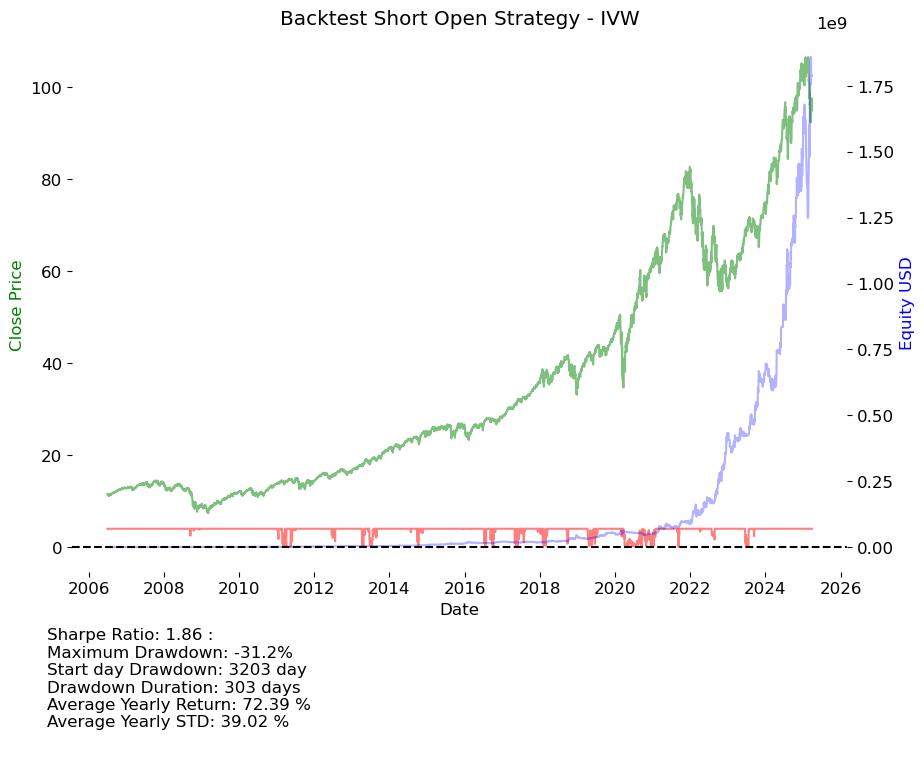 Backtest Short Open Strategy - IVW
1e9
100
80
60
40
20
0
Close Price
1.75
1.50
1.25
1.00
0.75
0.50
0.25
0.00
Equity USD
2006 2008 2010 2012 2014 2016 2018 2020 2022 2024 2026
Date
Sharpe Ratio: 1.86 :
Maximum Drawdown: -31.2%
Start day Drawdown: 3203 day
Drawdown Duration: 303 days
Average Yearly Return: 72.39 %
Average Yearly STD: 39.02 %